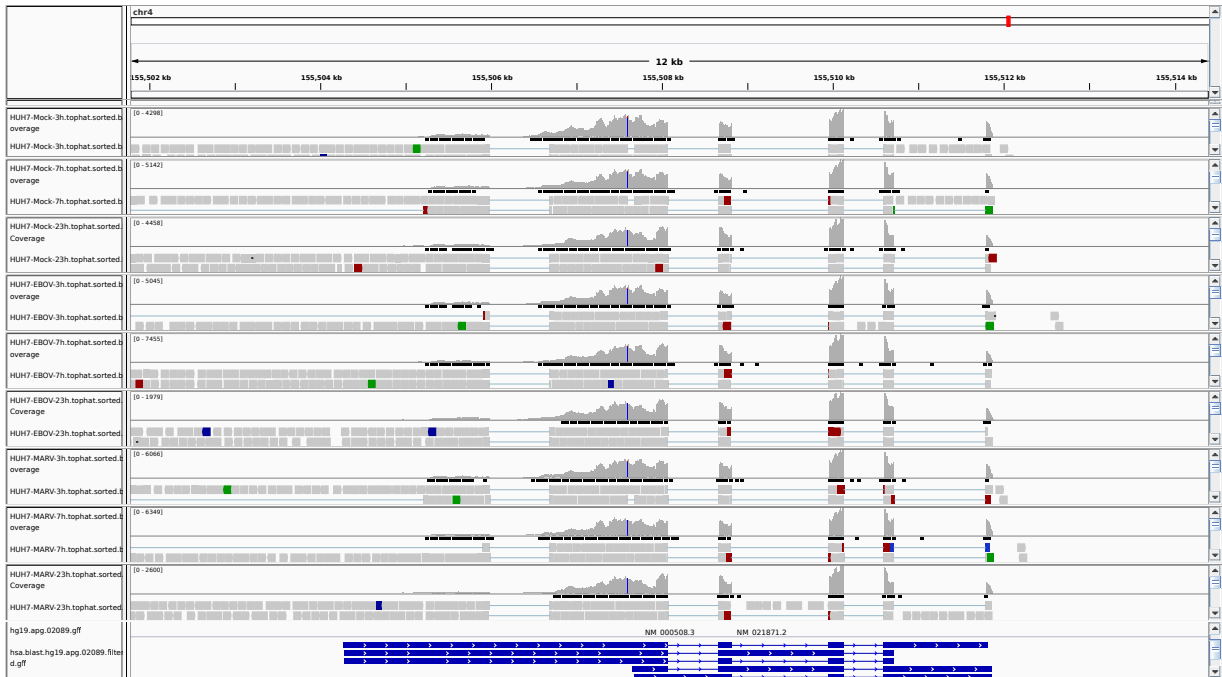 chr4
12 kb
155,502 kb 155,504 kb 155,506 kb 155,508 kb 155,510 kb 155,512 kb 155,514 kb
HUH7-Mock-3h.tophat.sorted.b
overage
[0 - 4298]
HUH7-Mock-3h.tophat.sorted.b
HUH7-Mock-7h.tophat.sorted.b
overage
[0 - 5142]
HUH7-Mock-7h.tophat.sorted.b
HUH7-Mock-23h.tophat.sorted.
Coverage
[0 - 4458]
HUH7-Mock-23h.tophat.sorted.
HUH7-EBOV-3h.tophat.sorted.b
overage
[0 - 5045]
HUH7-EBOV-3h.tophat.sorted.b
HUH7-EBOV-7h.tophat.sorted.b
overage
[0 - 7455]
HUH7-EBOV-7h.tophat.sorted.b
HUH7-EBOV-23h.tophat.sorted.
Coverage
[0 - 1979]
HUH7-EBOV-23h.tophat.sorted.
HUH7-MARV-3h.tophat.sorted.b
overage
[0 - 6066]
HUH7-MARV-3h.tophat.sorted.b
HUH7-MARV-7h.tophat.sorted.b
overage
[0 - 6349]
HUH7-MARV-7h.tophat.sorted.b
HUH7-MARV-23h.tophat.sorted.
Coverage
[0 - 2600]
HUH7-MARV-23h.tophat.sorted.
hg19.apg.02089.gff
NM_000508.3 NM_021871.2
hsa.blast.hg19.apg.02089.filter
d.gff